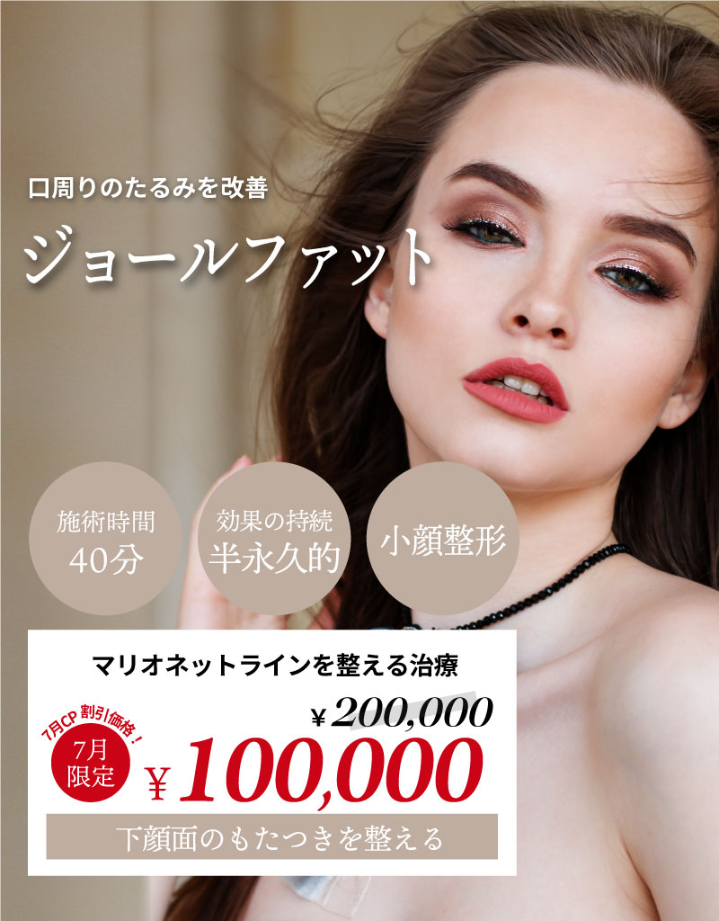 口周りのたるみを改善
ジョールファット
施術時間
40分
効果の持続
半永久的
小顔整形
マリオネットラインを整える治療
¥200,000
7月CP 割引価格！
7月
限定
¥100,000
下顔面のもたつきを整える